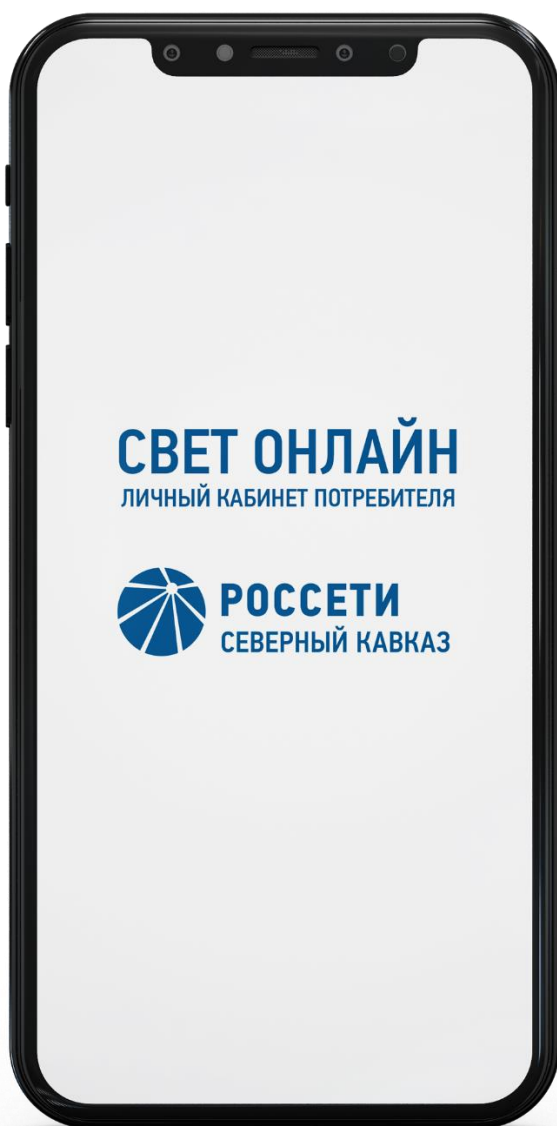 СВЕТ ОНЛАЙН
ЛИЧНЫЙ КАБИНЕТ ПОТРЕБИТЕЛЯ
РОССЕТИ
СЕВЕРНЫЙ КАВКАЗ